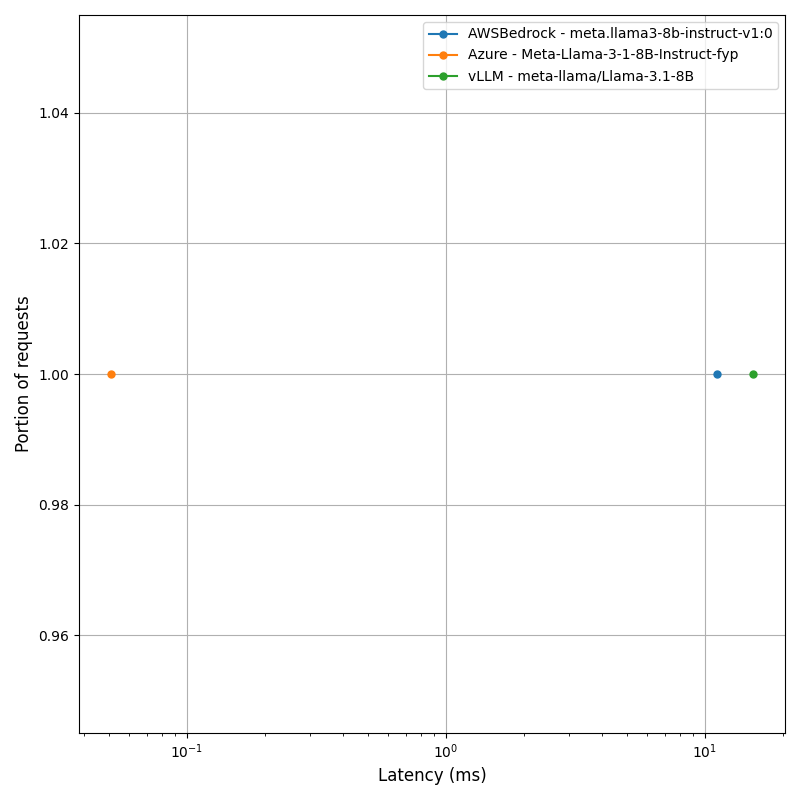 AWSBedrock - meta.llama3-8b-instruct-v1:0
Azure - Meta-Llama-3-1-8B-Instruct-fyp
vLLM - meta-llama/Llama-3.1-8B
1.04
1.02
1.00
0.98
0.96
Portion of requests
10⁻¹ 10⁰ 10¹
Latency (ms)